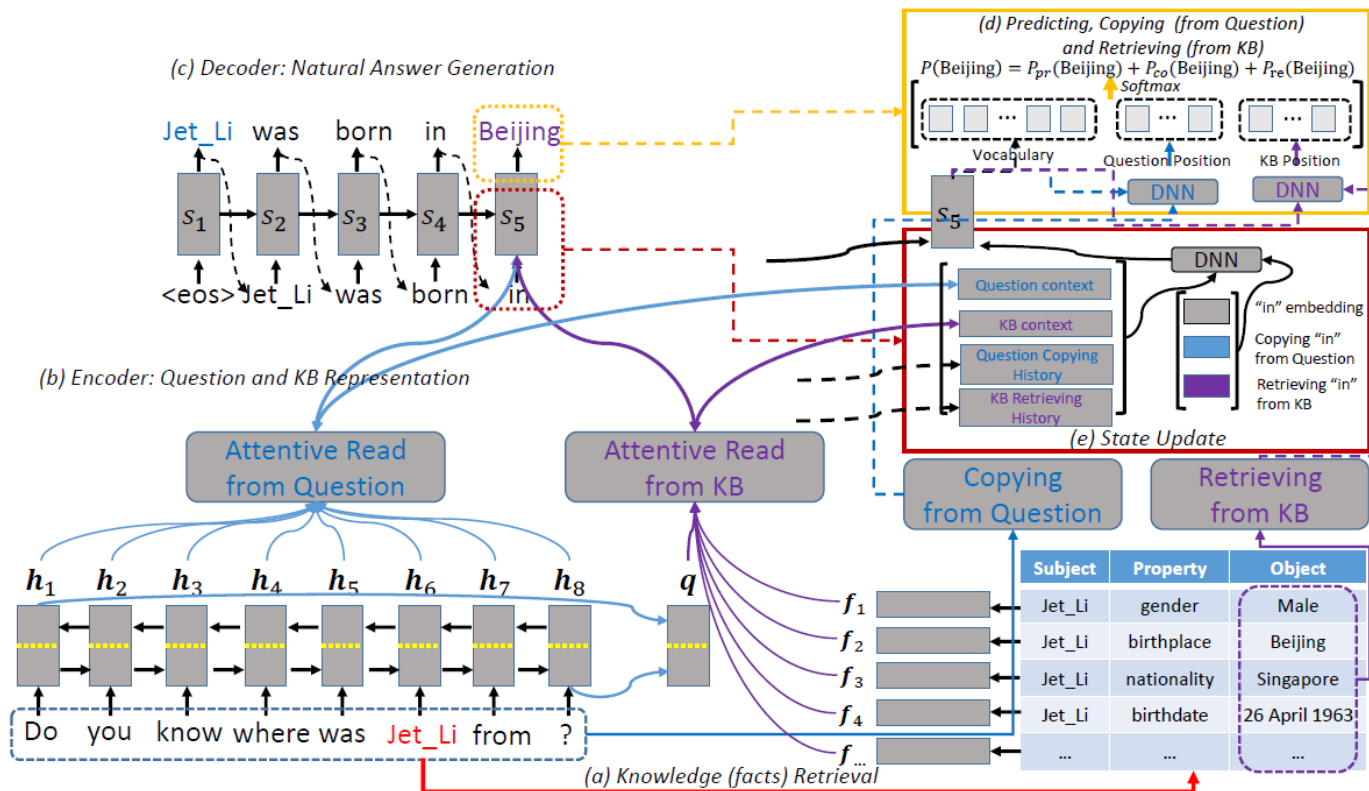 (d) Predicting, Copying (from Question)
and Retrieving (from KB)
P(Beijing) = P_pr(Beijing) + P_co(Beijing) + P_re(Beijing)
Softmax
... ... ...
Vocabulary
Question Position
KB Position
DNN
DNN
(c) Decoder: Natural Answer Generation
Jet_Li was born in Beijing
s1 s2 s3 s4 s5
<eos> Jet_Li was born in
s5
DNN
Question context
KB context
Question Copying
History
KB Retrieving
History
"in" embedding
Copying "in"
from Question
Retrieving "in"
from KB
(e) State Update
(b) Encoder: Question and KB Representation
Attentive Read
from Question
Attentive Read
from KB
Copying
from Question
Retrieving
from KB
h1 h2 h3 h4 h5 h6 h7 h8 q
Do you know where was Jet_Li from ?
f1
f2
f3
f4
f...
Subject Property Object
Jet_Li gender Male
Jet_Li birthplace Beijing
Jet_Li nationality Singapore
Jet_Li birthdate 26 April 1963
... ... ...
(a) Knowledge (facts) Retrieval